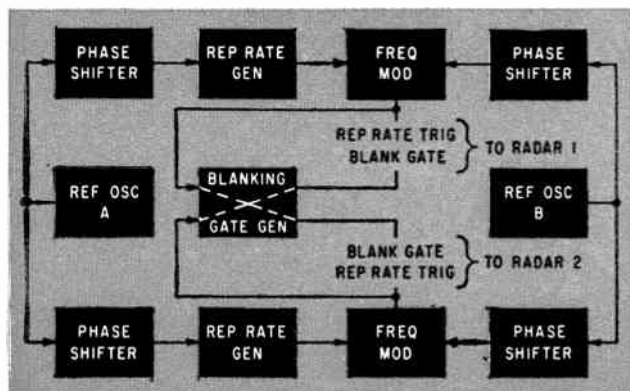 PHASE SHIFTER
REP RATE GEN
FREQ MOD
PHASE SHIFTER
REP RATE TRIG
BLANK GATE
TO RADAR 1
REF OSC A
BLANKING
GATE GEN
REF OSC B
BLANK GATE
REP RATE TRIG
TO RADAR 2
PHASE SHIFTER
REP RATE GEN
FREQ MOD
PHASE SHIFTER